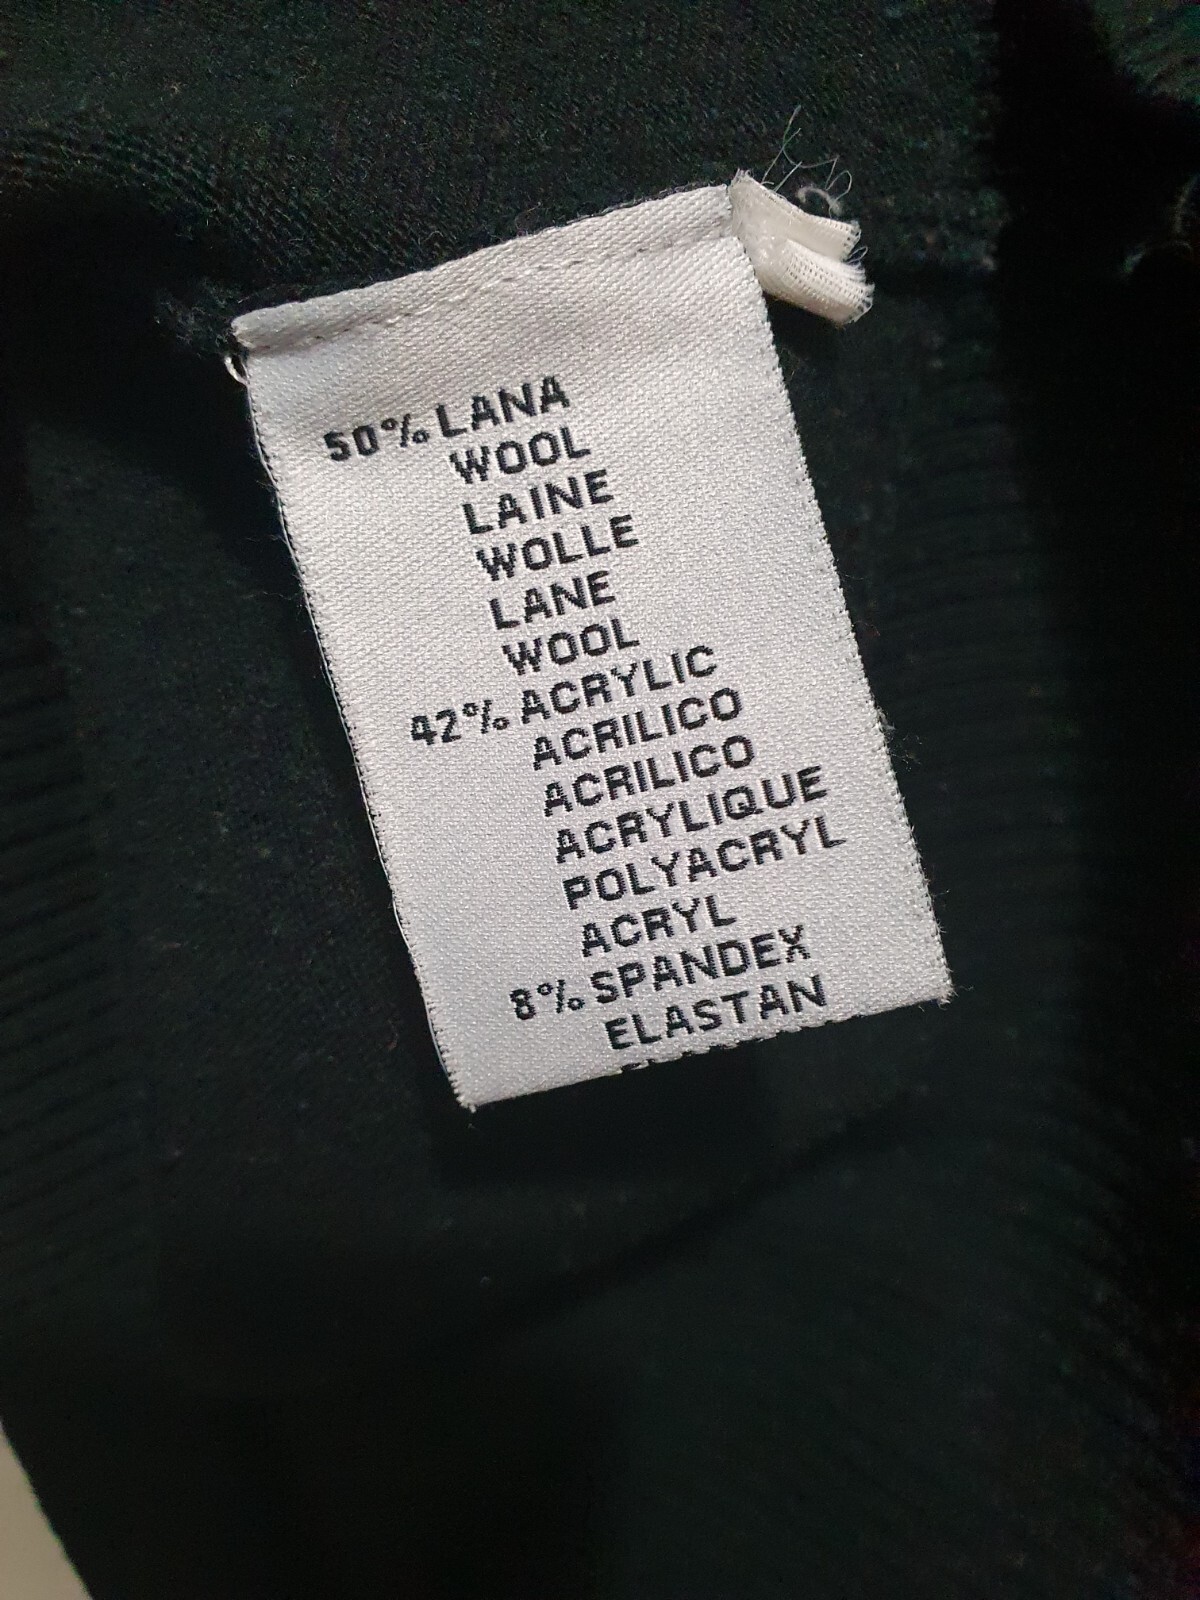 50% LANA
WOOL
LAINE
WOLLE
LANE
WOOL
42% ACRYLIC
ACRILICO
ACRILICO
ACRYLIQUE
POLYACRYL
ACRYL
8% SPANDEX
ELASTAN